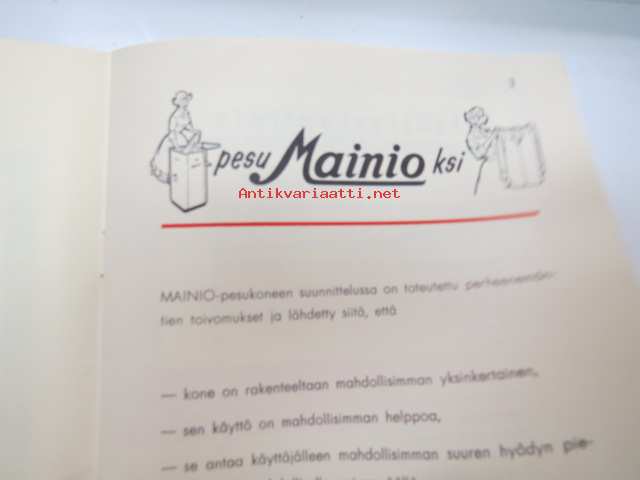 3
pesu Mainio ksi
Antikvariaatti.net
MAINIO-pesukoneen suunnittelussa on toteutettu perheenemän-
tien toivomukset ja lähdetty siitä, että
— kone on rakenteeltaan mahdollisimman yksinkertainen,
— sen käyttö on mahdollisimman helppoa,
— se antaa käyttäjälleen mahdollisimman suuren hyödyn pie-